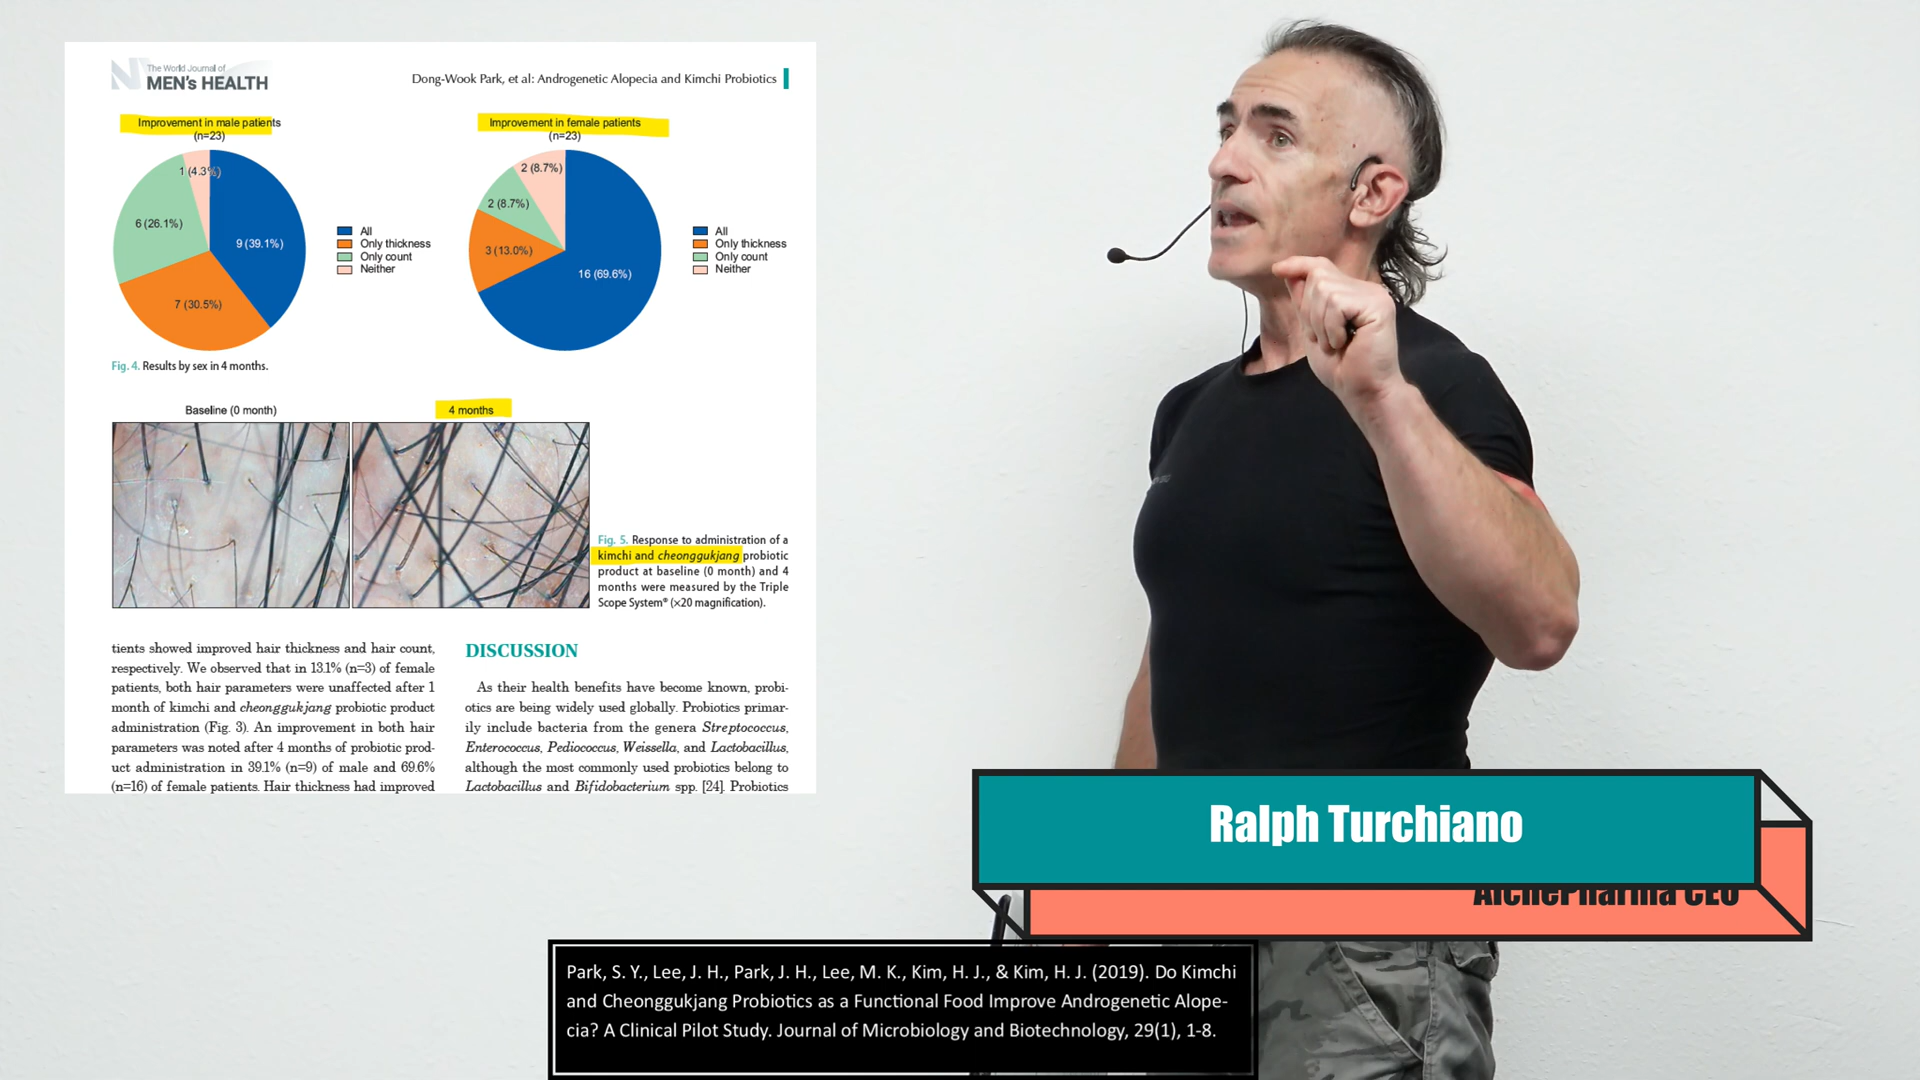 The World Journal of
MEN's HEALTH
Dong-Wook Park, et al: Androgenetic Alopecia and Kimchi Probiotics
Improvement in male patients
(n=23)
1 (4.3%)
6 (26.1%)
9 (39.1%)
7 (30.5%)
All
Only thickness
Only count
Neither
Improvement in female patients
(n=23)
2 (8.7%)
2 (8.7%)
3 (13.0%)
16 (69.6%)
All
Only thickness
Only count
Neither
Fig. 4. Results by sex in 4 months.
Baseline (0 month)
4 months
Fig. 5. Response to administration of a
kimchi and cheonggukjang probiotic
product at baseline (0 month) and 4
months were measured by the Triple
Scope System® (×20 magnification).
tients showed improved hair thickness and hair count,
respectively. We observed that in 13.1% (n=3) of female
patients, both hair parameters were unaffected after 1
month of kimchi and cheonggukjang probiotic product
administration (Fig. 3). An improvement in both hair
parameters was noted after 4 months of probiotic prod-
uct administration in 39.1% (n=9) of male and 69.6%
(n=16) of female patients. Hair thickness had improved
DISCUSSION
As their health benefits have become known, probi-
otics are being widely used globally. Probiotics primar-
ily include bacteria from the genera Streptococcus,
Enterococcus, Pediococcus, Weissella, and Lactobacillus,
although the most commonly used probiotics belong to
Lactobacillus and Bifidobacterium spp. [24]. Probiotics
Ralph Turchiano
AlchePharma CEO
Park, S. Y., Lee, J. H., Park, J. H., Lee, M. K., Kim, H. J., & Kim, H. J. (2019). Do Kimchi
and Cheonggukjang Probiotics as a Functional Food Improve Androgenetic Alope-
cia? A Clinical Pilot Study. Journal of Microbiology and Biotechnology, 29(1), 1-8.